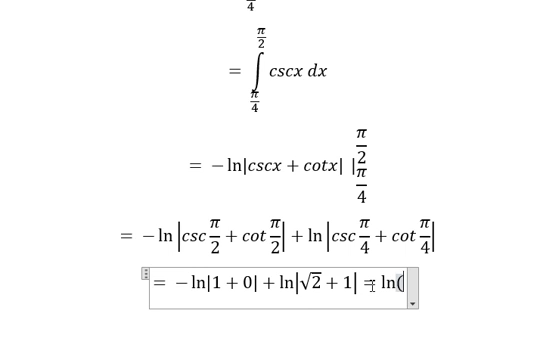 π/4
= ∫_{π/4}^{π/2} cscx dx
= −ln|cscx + cotx| |_{π/4}^{π/2}
= −ln|csc π/2 + cot π/2| + ln|csc π/4 + cot π/4|
= −ln|1 + 0| + ln|√2 + 1| = ln(